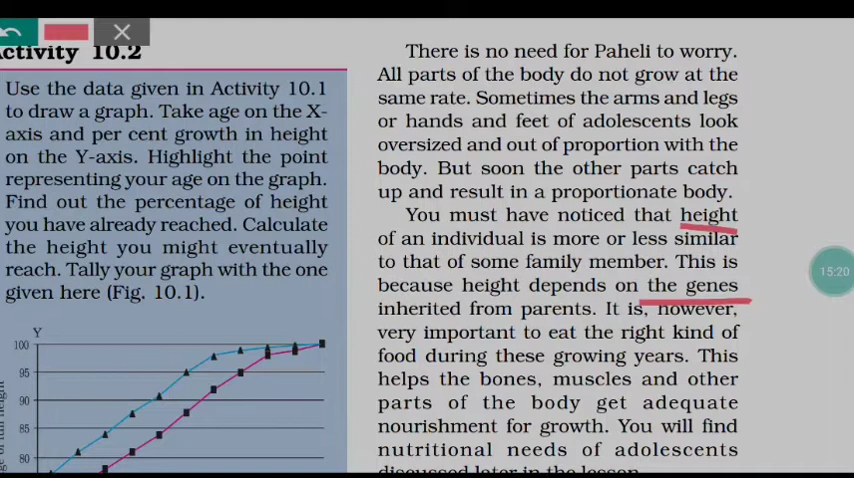 Activity 10.2
Use the data given in Activity 10.1
to draw a graph. Take age on the X-
axis and per cent growth in height
on the Y-axis. Highlight the point
representing your age on the graph.
Find out the percentage of height
you have already reached. Calculate
the height you might eventually
reach. Tally your graph with the one
given here (Fig. 10.1).
Y
100
95
90
85
80
ge of full height
There is no need for Paheli to worry.
All parts of the body do not grow at the
same rate. Sometimes the arms and legs
or hands and feet of adolescents look
oversized and out of proportion with the
body. But soon the other parts catch
up and result in a proportionate body.
You must have noticed that height
of an individual is more or less similar
to that of some family member. This is
because height depends on the genes
inherited from parents. It is, however,
very important to eat the right kind of
food during these growing years. This
helps the bones, muscles and other
parts of the body get adequate
nourishment for growth. You will find
nutritional needs of adolescents
discussed later in the lesson.
15:20